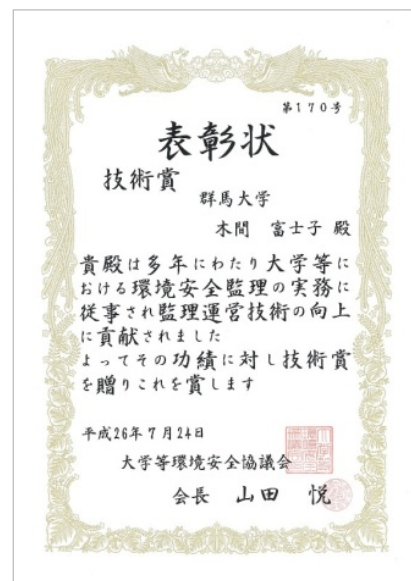 第170号
表彰状
技術賞
群馬大学
木間 富士子 殿
貴殿は多年にわたり大学等に
おける環境安全監理の実務に
従事され監理運営技術の向上
に貢献されました
よってその功績に対し技術賞
を贈りこれを賞します
平成26年7月24日
大学等環境安全協議会
会長 山田 悦